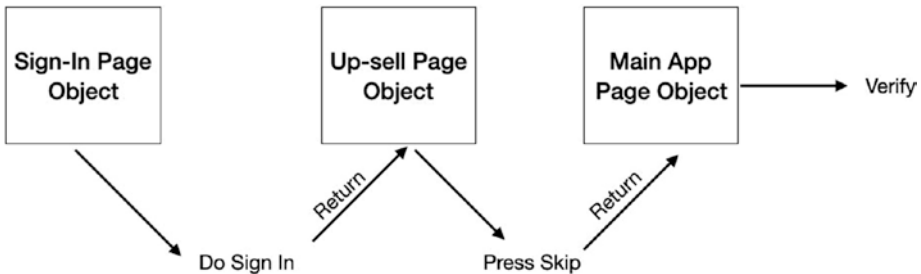 Sign-In Page
Object
Up-sell Page
Object
Main App
Page Object
Verify
Return
Return
Do Sign In
Press Skip